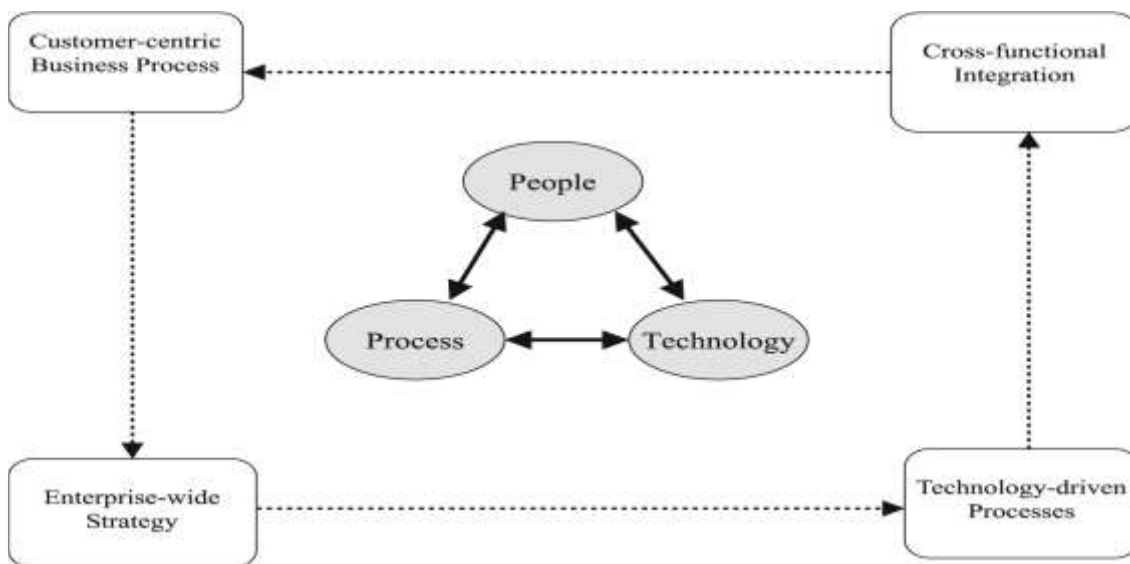 Customer-centric
Business Process
Cross-functional
Integration
People
Process
Technology
Enterprise-wide
Strategy
Technology-driven
Processes